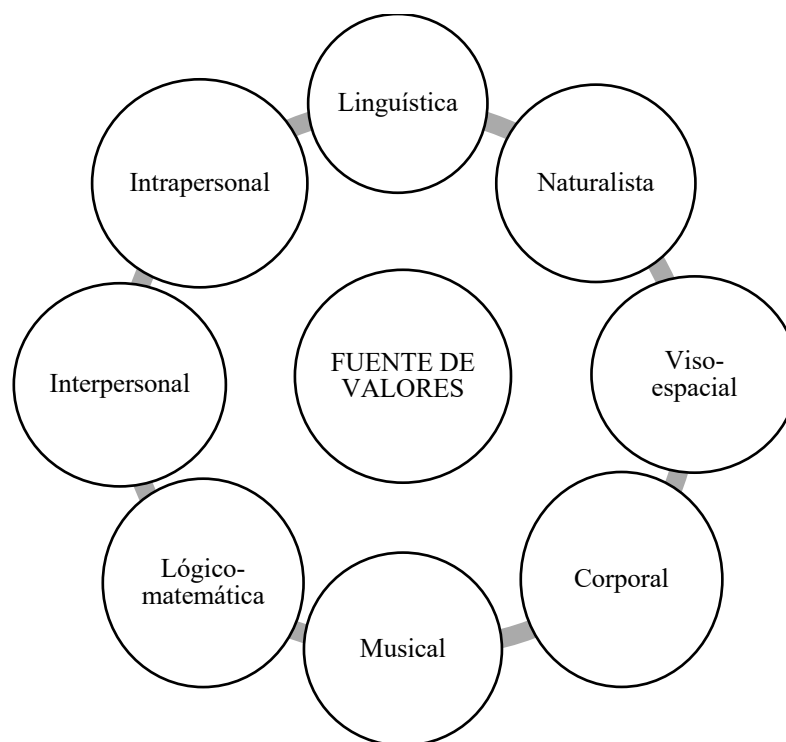 Linguística
Intrapersonal
Naturalista
Interpersonal
FUENTE DE
VALORES
Viso-
espacial
Lógico-
matemática
Corporal
Musical